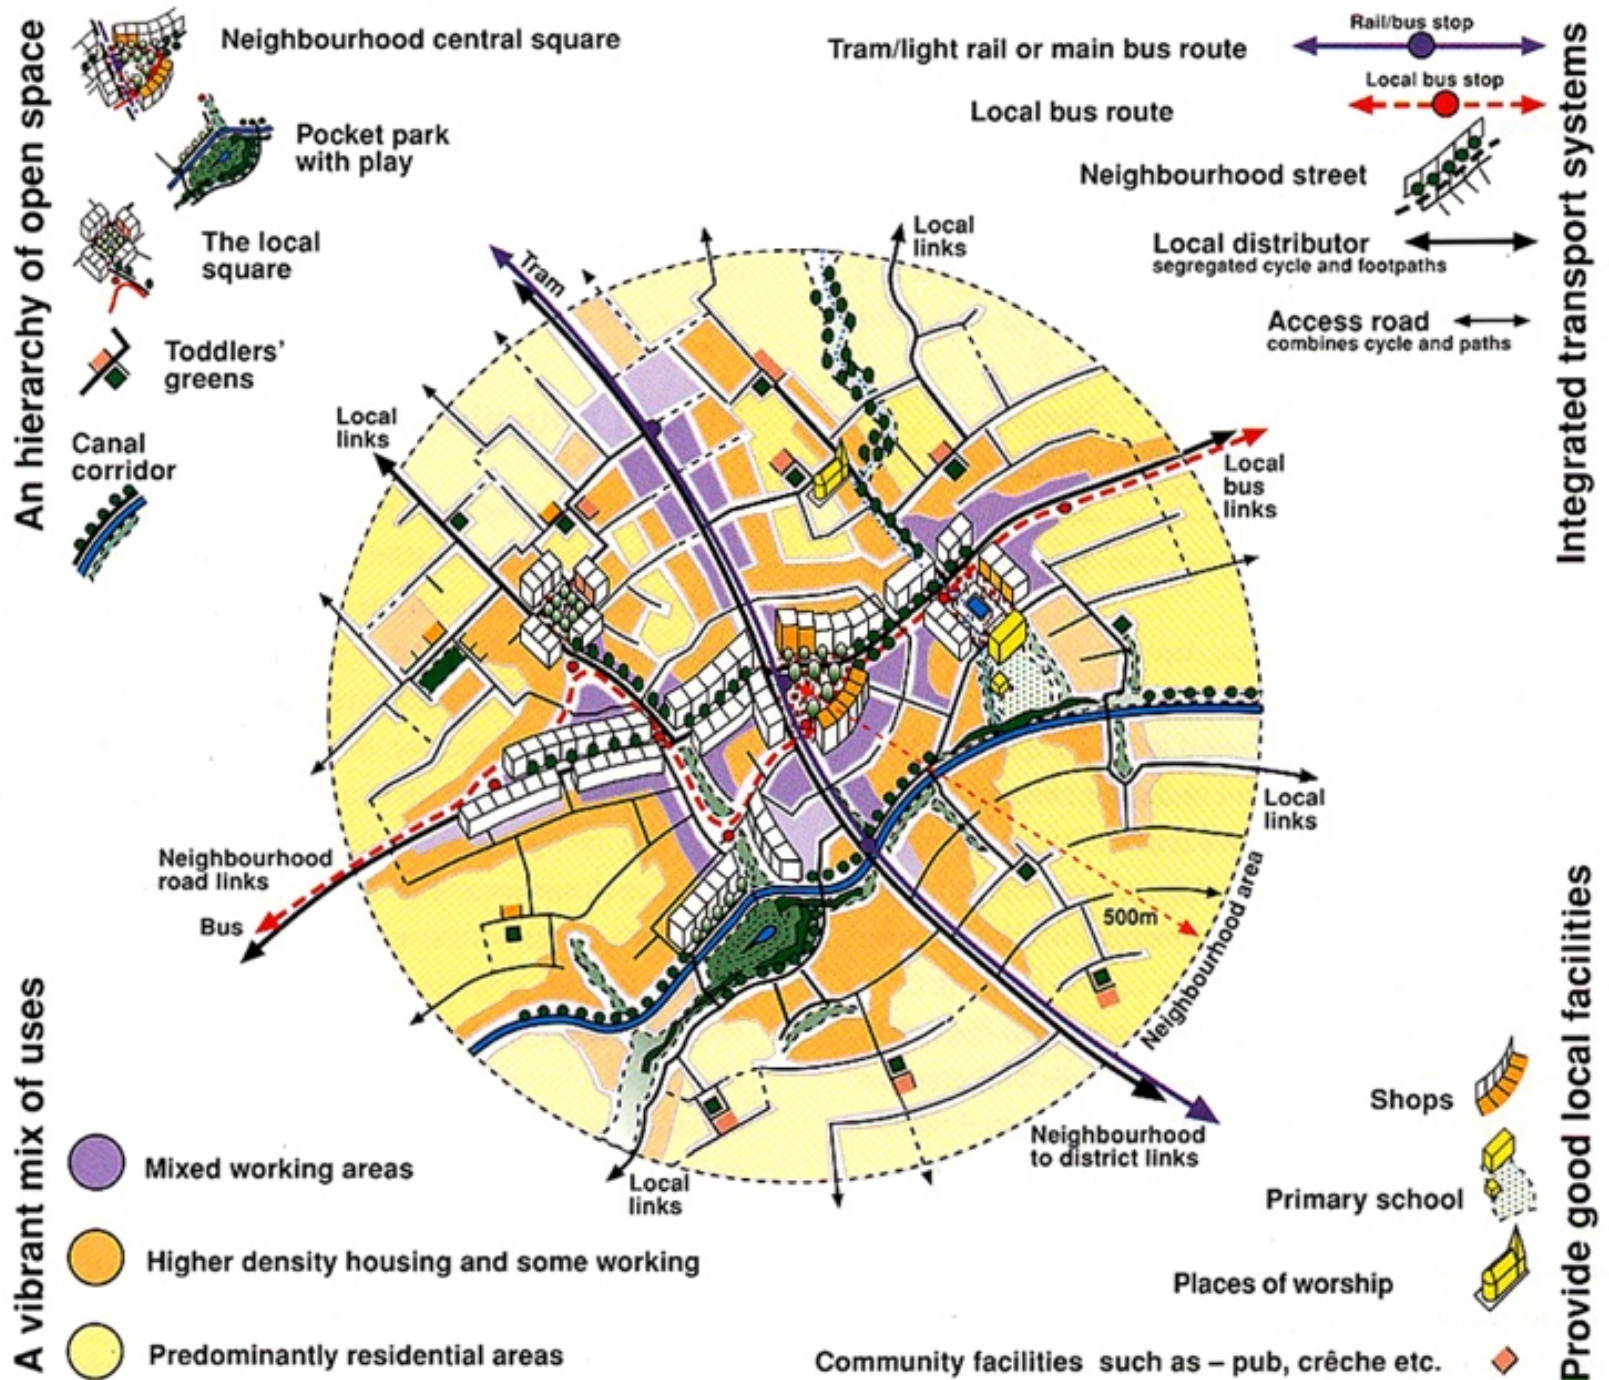 An hierarchy of open space
Neighbourhood central square
Pocket park
with play
The local
square
Toddlers'
greens
Canal
corridor
Integrated transport systems
Rail/bus stop
Tram/light rail or main bus route
Local bus stop
Local bus route
Neighbourhood street
Local distributor
segregated cycle and footpaths
Access road
combines cycle and paths
Tram
Local
links
Local
links
Local
bus
links
Local
links
500m
Neighbourhood area
Neighbourhood
road links
Bus
Neighbourhood
to district links
Local
links
A vibrant mix of uses
Mixed working areas
Higher density housing and some working
Predominantly residential areas
Provide good local facilities
Shops
Primary school
Places of worship
Community facilities such as – pub, crêche etc.